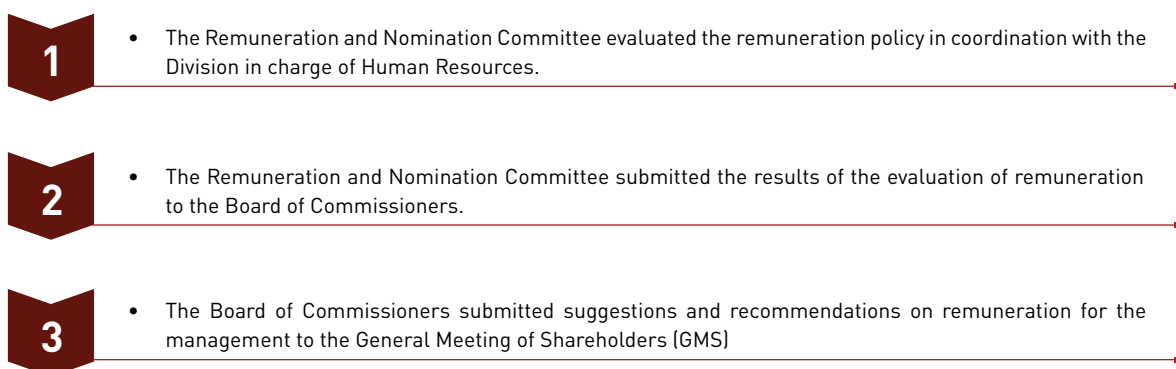 1
• The Remuneration and Nomination Committee evaluated the remuneration policy in coordination with the
Division in charge of Human Resources.
2
• The Remuneration and Nomination Committee submitted the results of the evaluation of remuneration
to the Board of Commissioners.
3
• The Board of Commissioners submitted suggestions and recommendations on remuneration for the
management to the General Meeting of Shareholders (GMS)